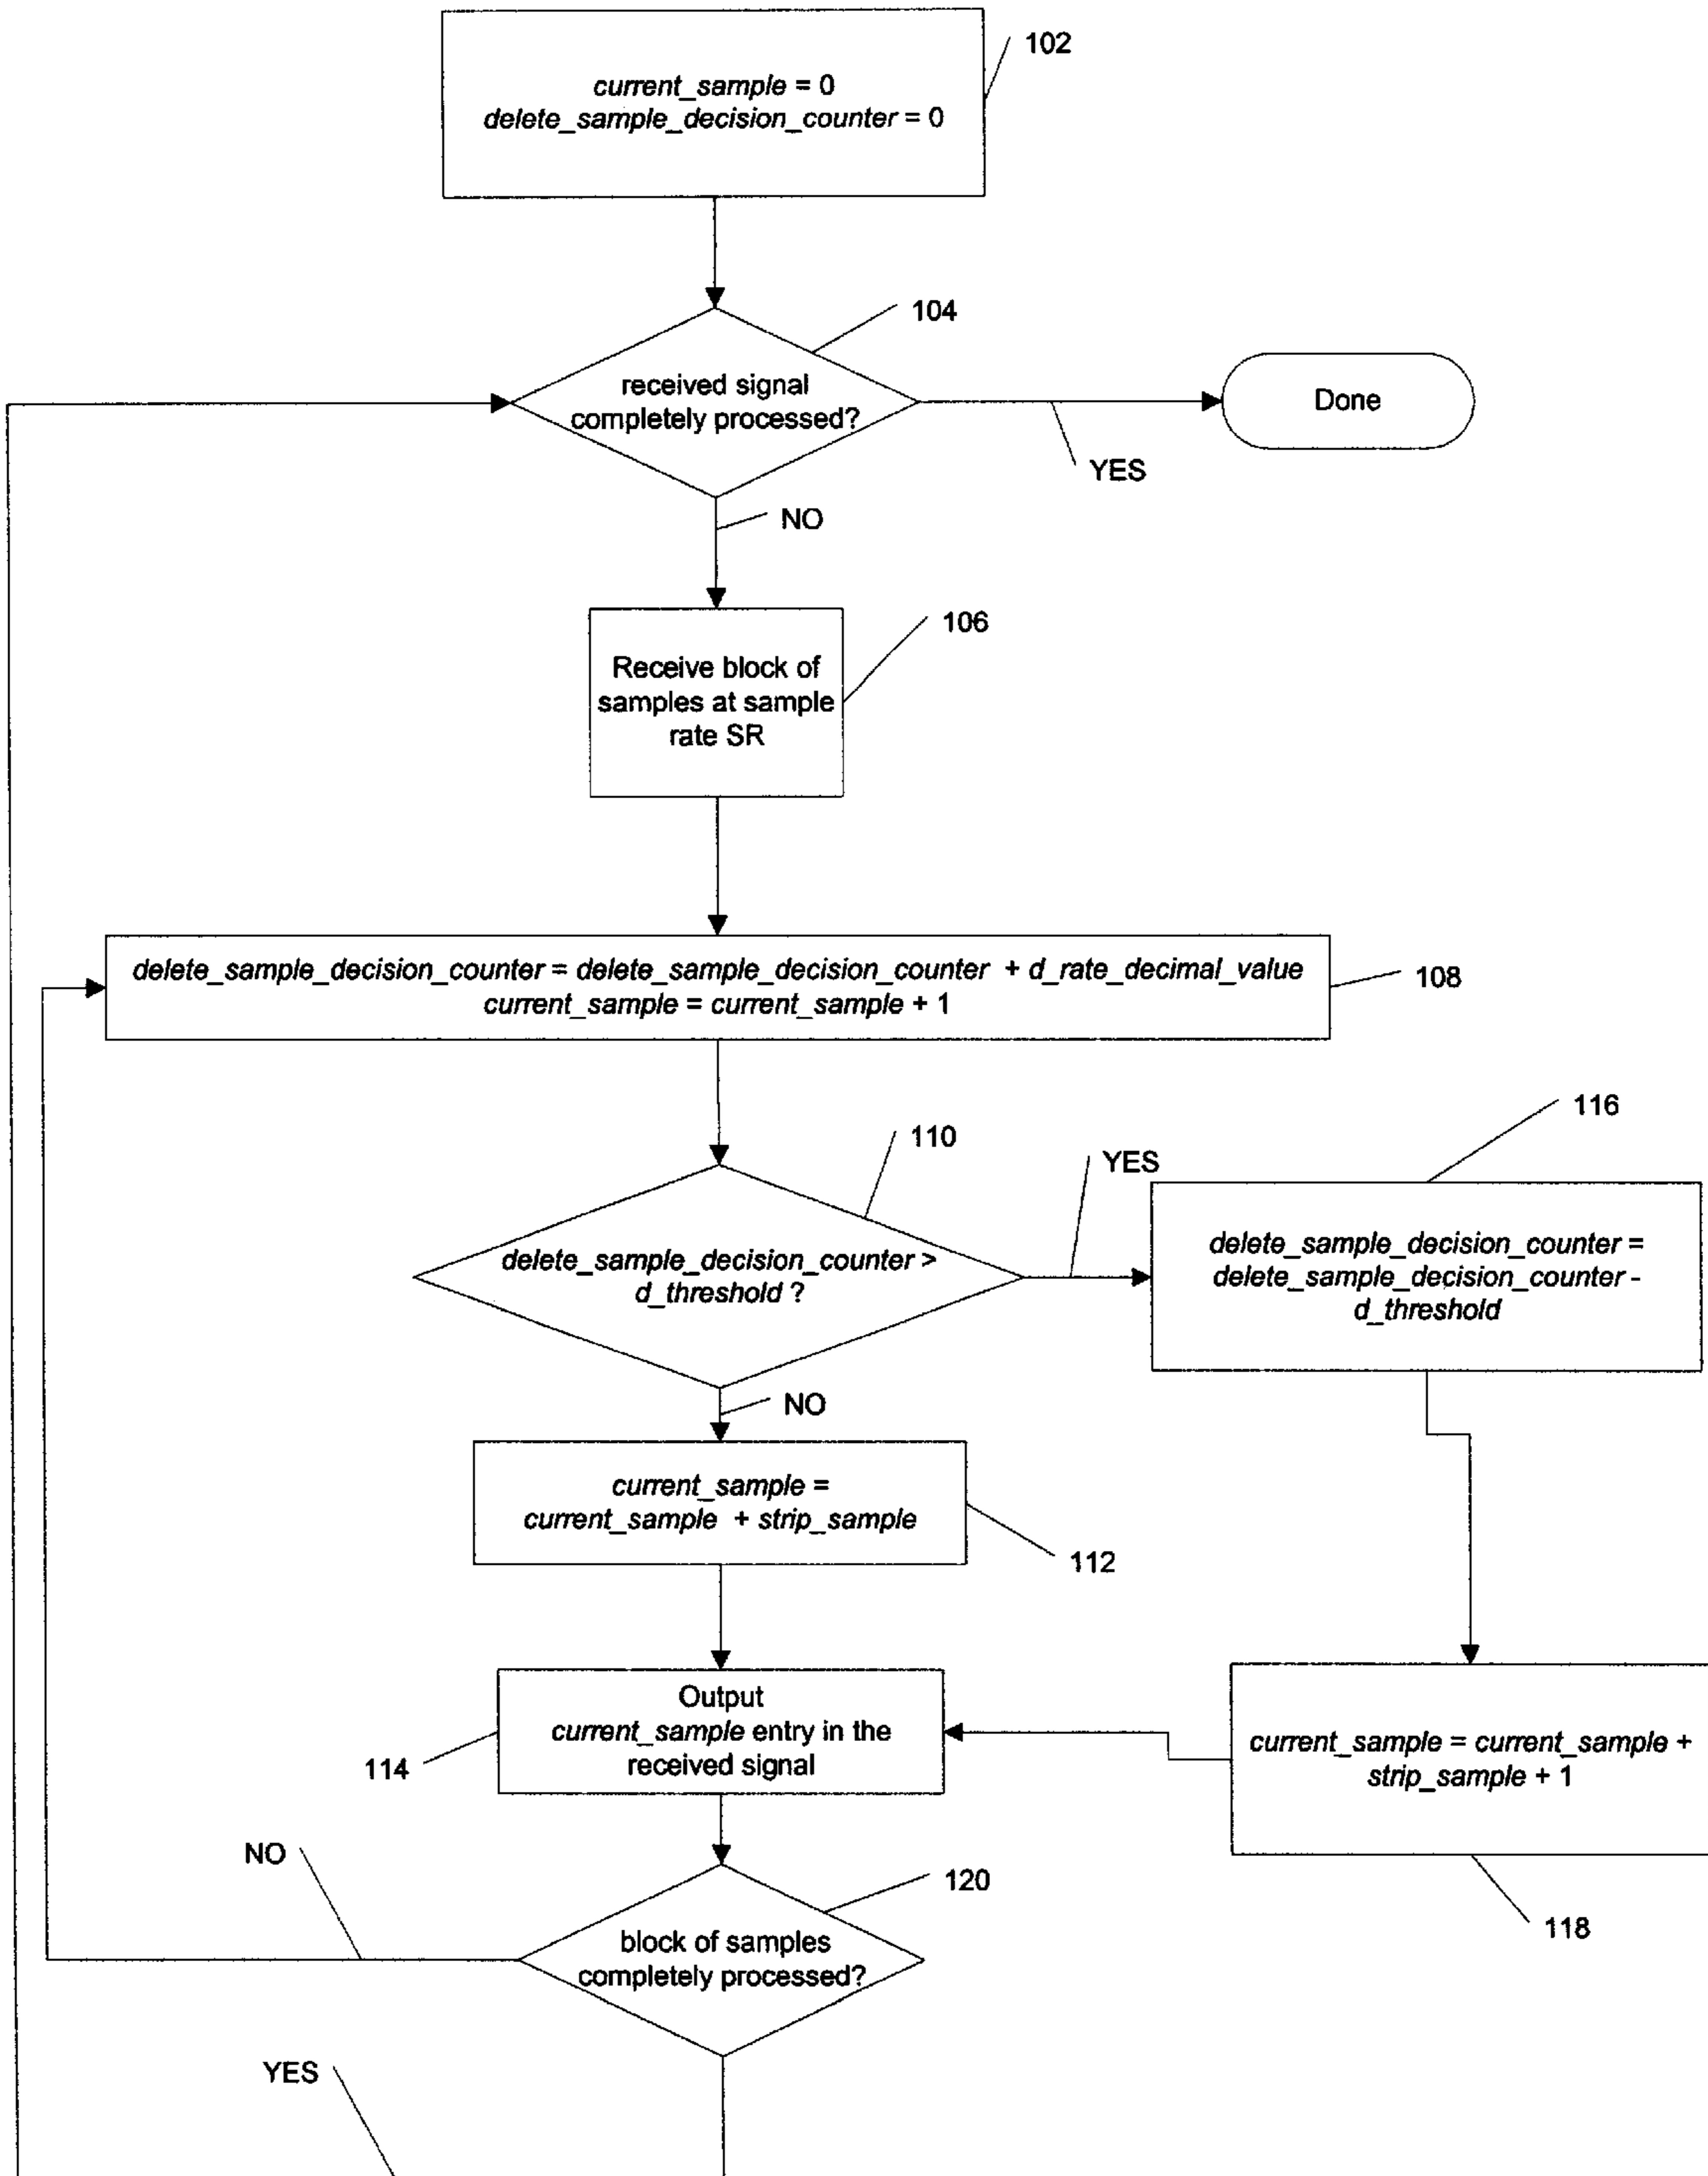 102
current_sample = 0
delete_sample_decision_counter = 0
104
received signal
completely processed?
Done
YES
NO
106
Receive block of
samples at sample
rate SR
delete_sample_decision_counter = delete_sample_decision_counter + d_rate_decimal_value
current_sample = current_sample + 1
108
116
110
YES
delete_sample_decision_counter >
d_threshold ?
delete_sample_decision_counter =
delete_sample_decision_counter -
d_threshold
NO
current_sample =
current_sample + strip_sample
112
Output
current_sample entry in the
received signal
114
current_sample = current_sample +
strip_sample + 1
118
NO
120
block of samples
completely processed?
YES